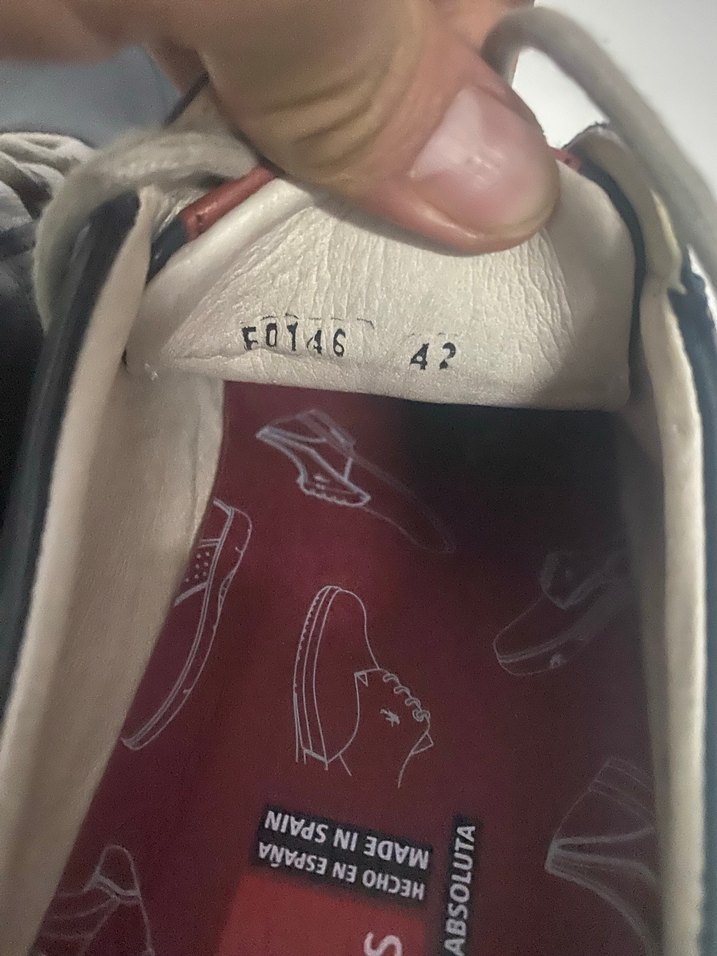 F0146 42
MADE IN SPAIN
HECHO EN ESPAÑA
ABSOLUTA
S